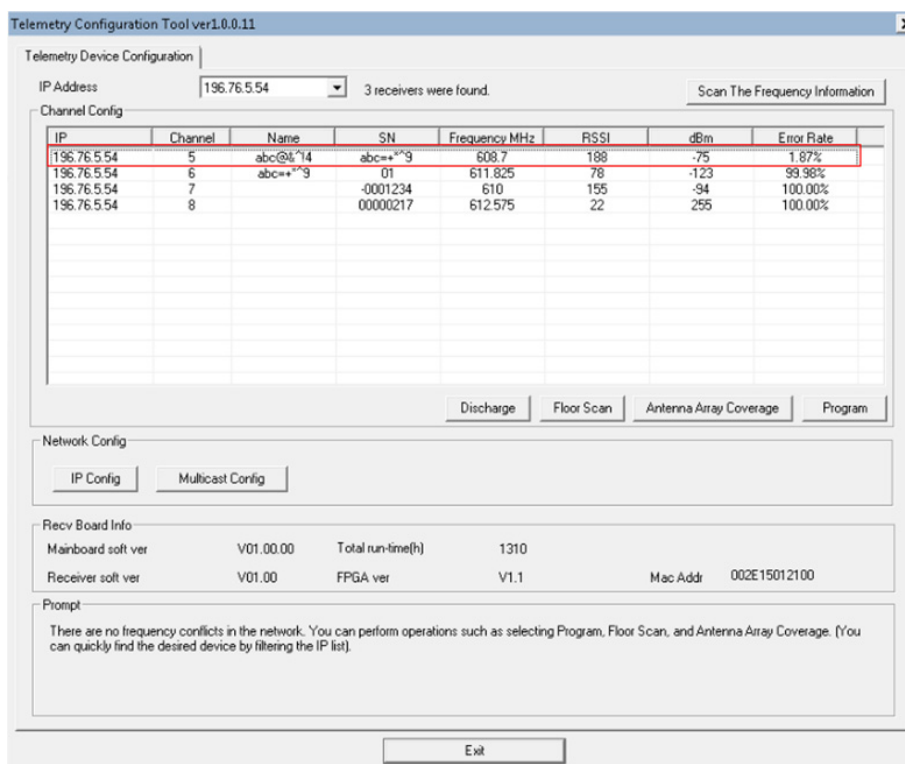 Telemetry Configuration Tool ver1.0.0.11
Telemetry Device Configuration
IP Address 196.76.5.54 3 receivers were found. Scan The Frequency Information
Channel Config
IP Channel Name SN Frequency MHz RSSI dBm Error Rate
196.76.5.54 5 abc@&^!4 abc=+*^9 608.7 188 -75 1.87%
196.76.5.54 6 abc=+*^9 01 611.825 78 -123 99.98%
196.76.5.54 7 -0001234 610 155 -94 100.00%
196.76.5.54 8 00000217 612.575 22 255 100.00%
Discharge Floor Scan Antenna Array Coverage Program
Network Config
IP Config Multicast Config
Recv Board Info
Mainboard soft ver V01.00.00 Total run-time(h) 1310
Receiver soft ver V01.00 FPGA ver V1.1 Mac Addr 002E15012100
Prompt
There are no frequency conflicts in the network. You can perform operations such as selecting Program, Floor Scan, and Antenna Array Coverage. (You
can quickly find the desired device by filtering the IP list).
Exit